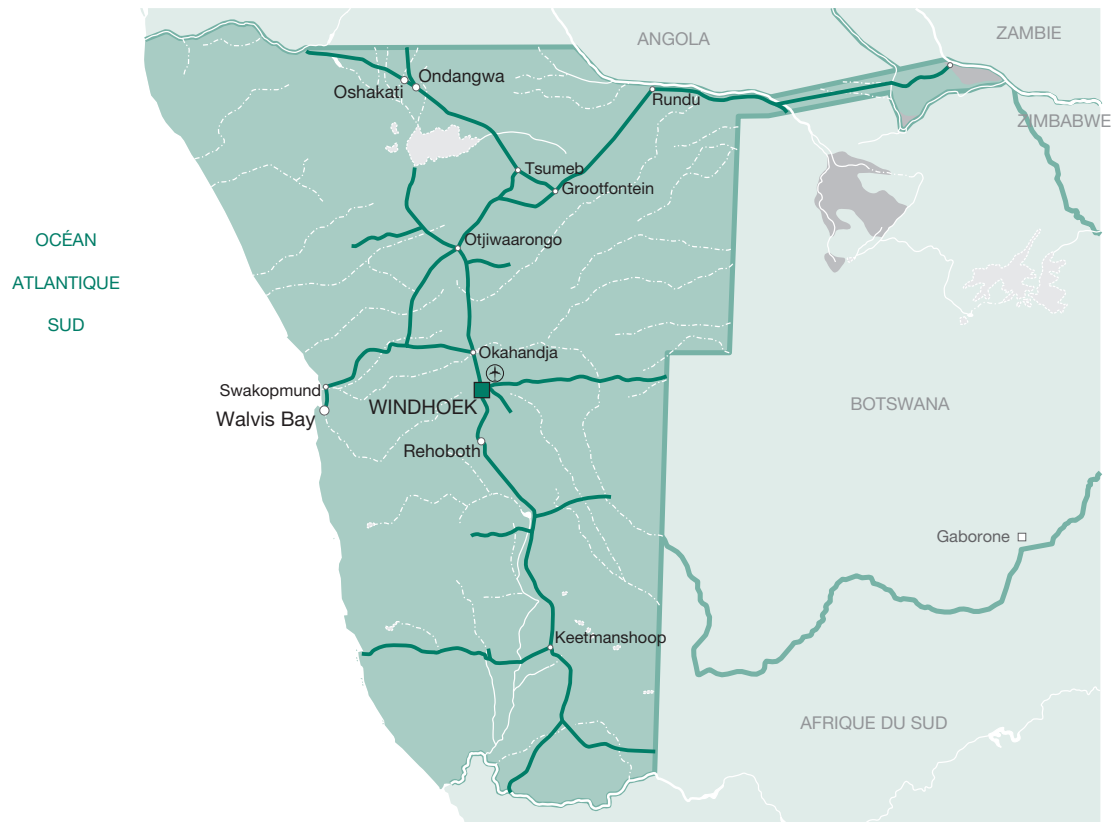 ZAMBIE
ANGOLA
Ondangwa
Oshakati
Rundu
ZIMBABWE
Tsumeb
Grootfontein
OCÉAN
ATLANTIQUE
SUD
Otjiwaarongo
Okahandja
Swakopmund
WINDHOEK
Walvis Bay
BOTSWANA
Rehoboth
Gaborone
Keetmanshoop
AFRIQUE DU SUD